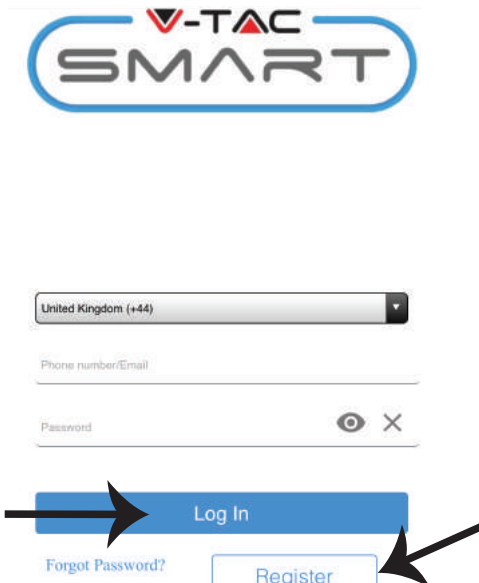 V-TAC
SMART
United Kingdom (+44)
Phone number/Email
Password
Log In
Forgot Password?
Register